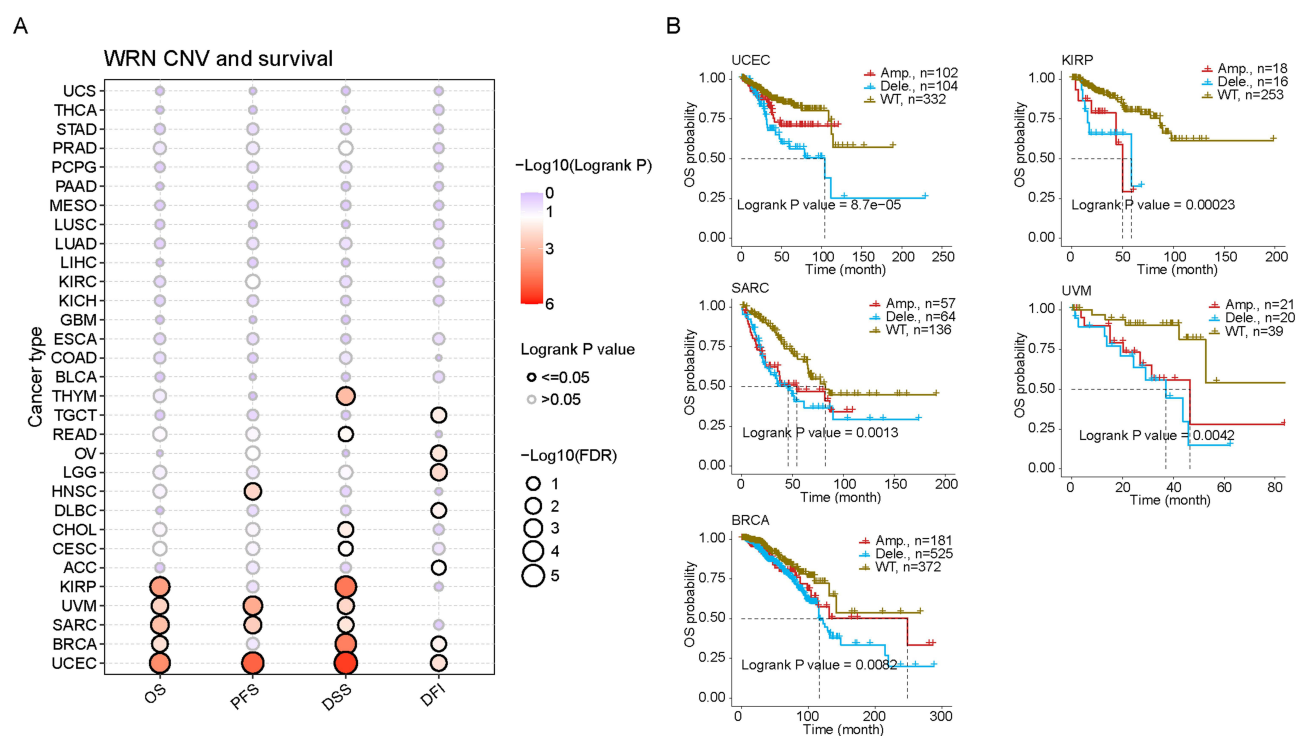 A
WRN CNV and survival
Cancer type
UCS
THCA
STAD
PRAD
PCPG
PAAD
MESO
LUSC
LUAD
LIHC
KIRC
KICH
GBM
ESCA
COAD
BLCA
THYM
TGCT
READ
OV
LGG
HNSC
DLBC
CHOL
CESC
ACC
KIRP
UVM
SARC
BRCA
UCEC
OS
PFS
DSS
DFI
−Log10(Logrank P)
0
1
3
6
Logrank P value
<=0.05
>0.05
−Log10(FDR)
1
2
3
4
5
B
UCEC
Amp., n=102
Dele., n=104
WT, n=332
OS probability
1.00
0.75
0.50
0.25
0.00
Logrank P value = 8.7e−05
0 50 100 150 200 250
Time (month)
KIRP
Amp., n=18
Dele., n=16
WT, n=253
OS probability
1.00
0.75
0.50
0.25
0.00
Logrank P value = 0.00023
0 50 100 150 200
Time (month)
SARC
Amp., n=57
Dele., n=64
WT, n=136
OS probability
1.00
0.75
0.50
0.25
0.00
Logrank P value = 0.0013
0 50 100 150 200
Time (month)
UVM
Amp., n=21
Dele., n=20
WT, n=39
OS probability
1.00
0.75
0.50
0.25
0.00
Logrank P value = 0.0042
0 20 40 60 80
Time (month)
BRCA
Amp., n=181
Dele., n=525
WT, n=372
OS probability
1.00
0.75
0.50
0.25
0.00
Logrank P value = 0.0082
0 100 200 300
Time (month)